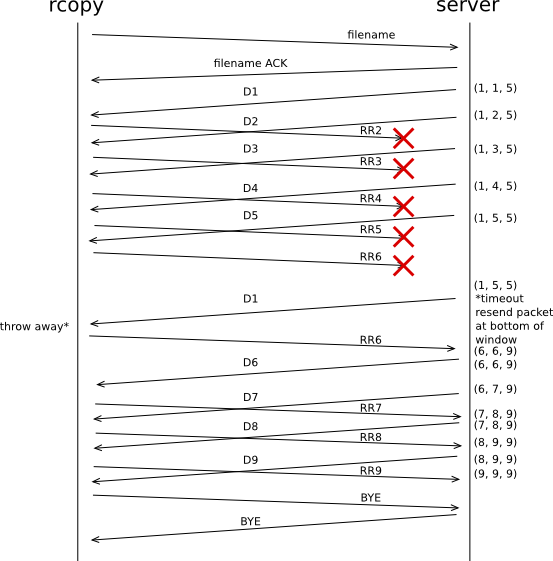 rcopy
server
filename
filename ACK
D1
(1, 1, 5)
D2
(1, 2, 5)
RR2
D3
(1, 3, 5)
RR3
D4
(1, 4, 5)
RR4
D5
(1, 5, 5)
RR5
RR6
(1, 5, 5)
D1
*timeout
resend packet
at bottom of
window
throw away*
RR6
(6, 6, 9)
D6
(6, 6, 9)
D7
(6, 7, 9)
RR7
(7, 8, 9)
D8
(7, 8, 9)
RR8
(8, 9, 9)
D9
(8, 9, 9)
RR9
(9, 9, 9)
BYE
BYE